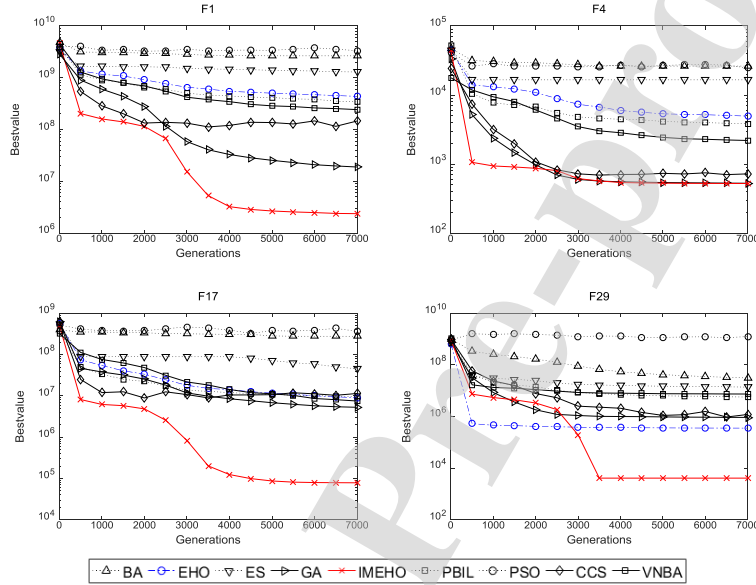 F1
10^10
10^9
10^8
10^7
10^6
Bestvalue
0 1000 2000 3000 4000 5000 6000 7000
Generations
F4
10^5
10^4
10^3
10^2
Bestvalue
0 1000 2000 3000 4000 5000 6000 7000
Generations
F17
10^9
10^8
10^7
10^6
10^5
10^4
Bestvalue
0 1000 2000 3000 4000 5000 6000 7000
Generations
F29
10^10
10^8
10^6
10^4
10^2
Bestvalue
0 1000 2000 3000 4000 5000 6000 7000
Generations
BA EHO ES GA IMEHO PBIL PSO CCS VNBA
Pre-pro